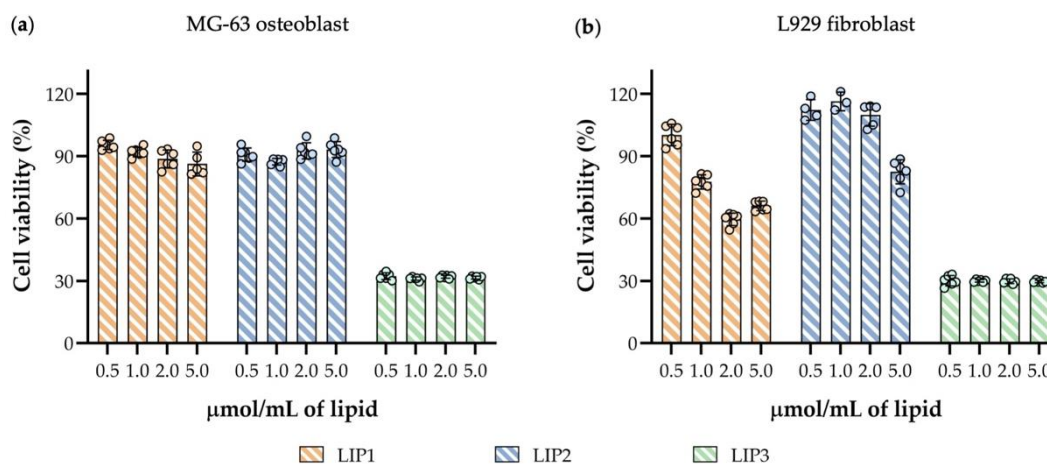 (a) MG-63 osteoblast
Cell viability (%)
120
90
60
30
0
0.5 1.0 2.0 5.0 0.5 1.0 2.0 5.0 0.5 1.0 2.0 5.0
μmol/mL of lipid
(b) L929 fibroblast
Cell viability (%)
120
90
60
30
0
0.5 1.0 2.0 5.0 0.5 1.0 2.0 5.0 0.5 1.0 2.0 5.0
μmol/mL of lipid
LIP1 LIP2 LIP3